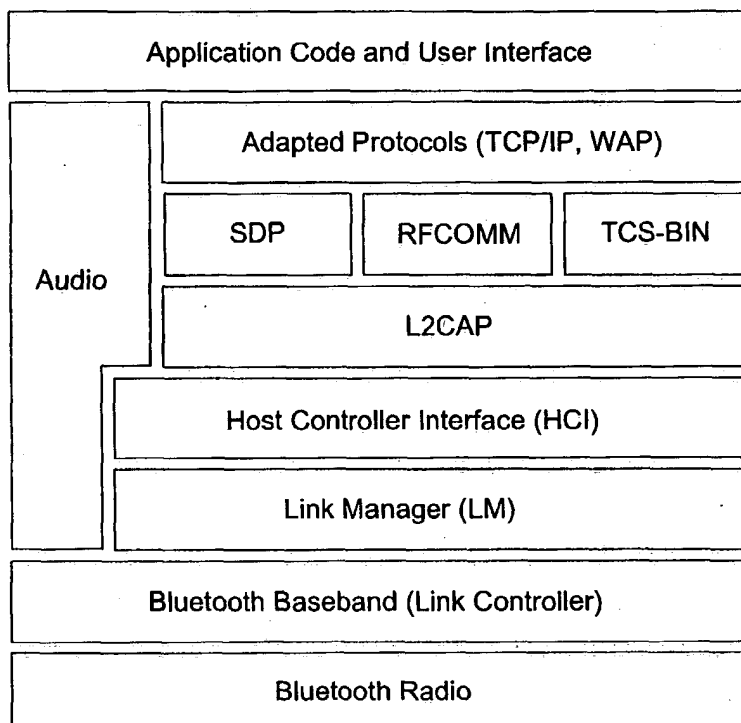 Application Code and User Interface
Adapted Protocols (TCP/IP, WAP)
SDP
RFCOMM
TCS-BIN
Audio
L2CAP
Host Controller Interface (HCI)
Link Manager (LM)
Bluetooth Baseband (Link Controller)
Bluetooth Radio